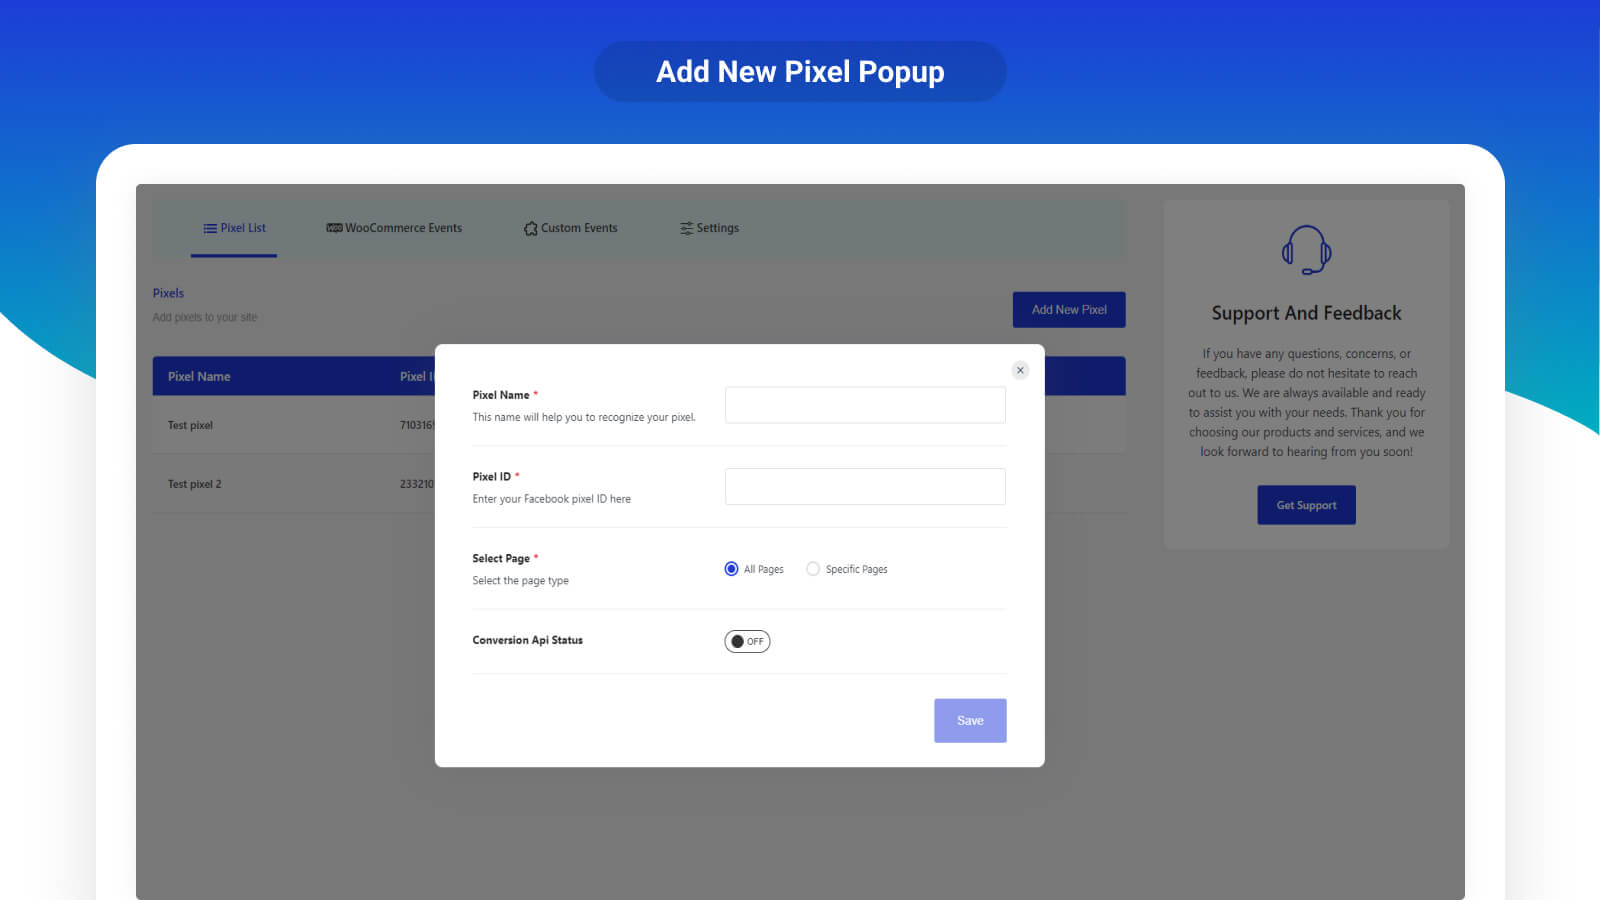 Add New Pixel Popup
Pixel List
WooCommerce Events
Custom Events
Settings
Pixels
Add pixels to your site
Add New Pixel
Pixel Name
Pixel
Test pixel
Test pixel 2
Pixel Name *
This name will help you to recognize your pixel.
Pixel ID *
Enter your Facebook pixel ID here
Select Page *
Select the page type
All Pages
Specific Pages
Conversion Api Status
OFF
Save
Support And Feedback
If you have any questions, concerns, or
feedback, please do not hesitate to reach
out to us. We are always available and ready
to assist you with your needs. Thank you for
choosing our products and services, and we
look forward to hearing from you soon!
Get Support